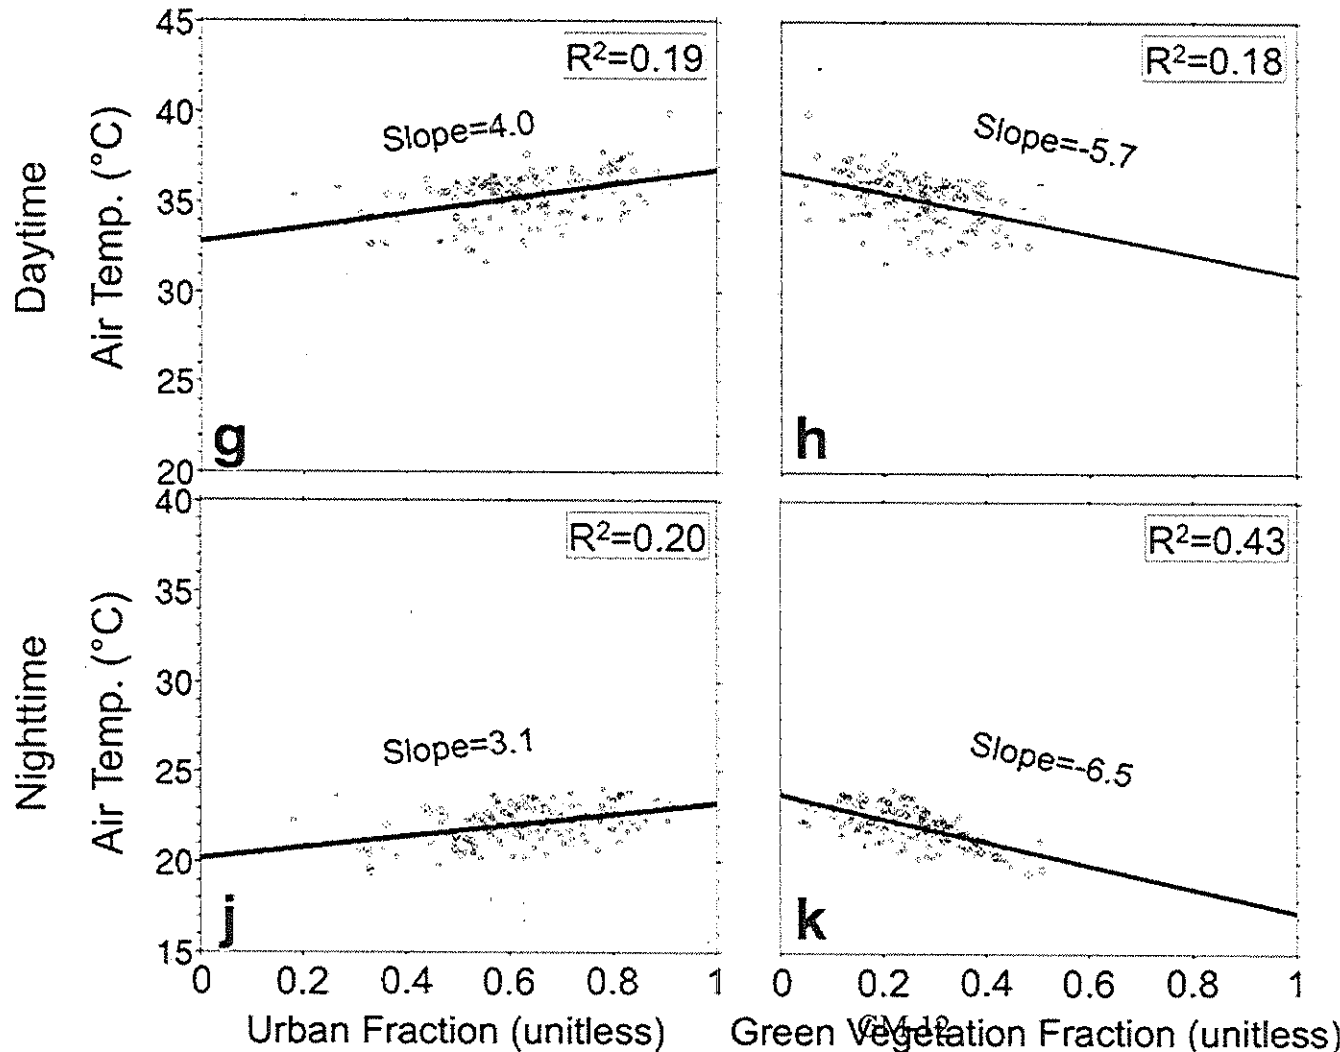 Daytime
Air Temp. (°C)
45
40
35
30
25
20
R²=0.19
Slope=4.0
g
R²=0.18
Slope=-5.7
h
Nighttime
Air Temp. (°C)
40
35
30
25
20
15
R²=0.20
Slope=3.1
j
R²=0.43
Slope=-6.5
k
0 0.2 0.4 0.6 0.8 1
0 0.2 0.4 0.6 0.8 1
Urban Fraction (unitless)
Green Vegetation Fraction (unitless)
GM-12